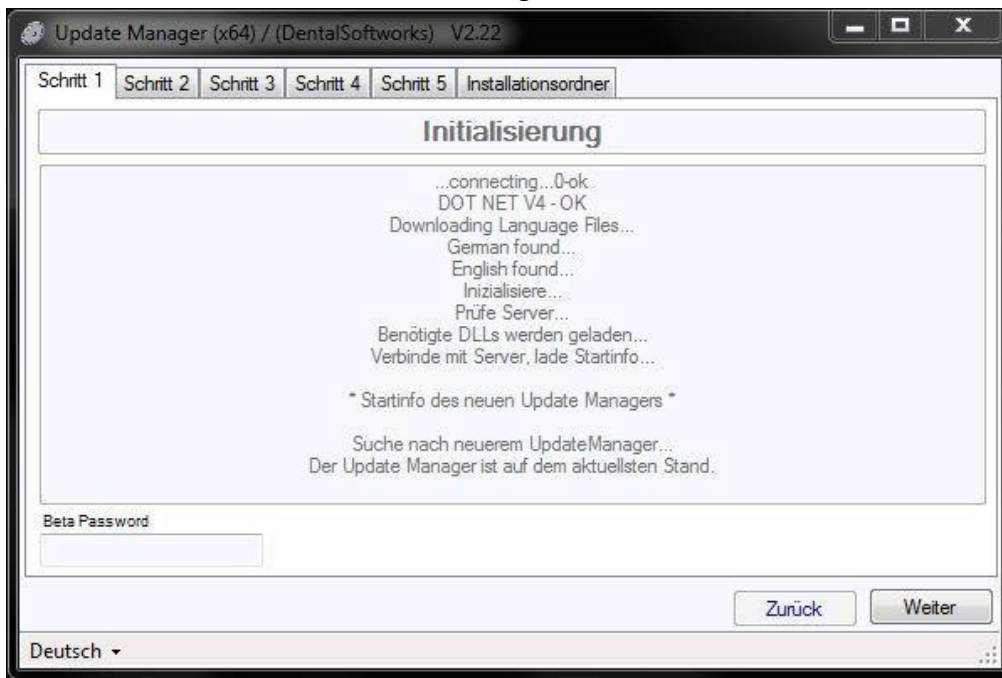 Update Manager (x64) / (DentalSoftworks) V2.22
Schritt 1 Schritt 2 Schritt 3 Schritt 4 Schritt 5 Installationsordner
Initialisierung
...connecting...0-ok
DOT NET V4 - OK
Downloading Language Files...
German found...
English found...
Inizialisiere...
Prüfe Server...
Benötigte DLLs werden geladen...
Verbinde mit Server, lade Startinfo...
* Startinfo des neuen Update Managers *
Suche nach neuerem UpdateManager...
Der Update Manager ist auf dem aktuellsten Stand.
Beta Password
Zurück Weiter
Deutsch